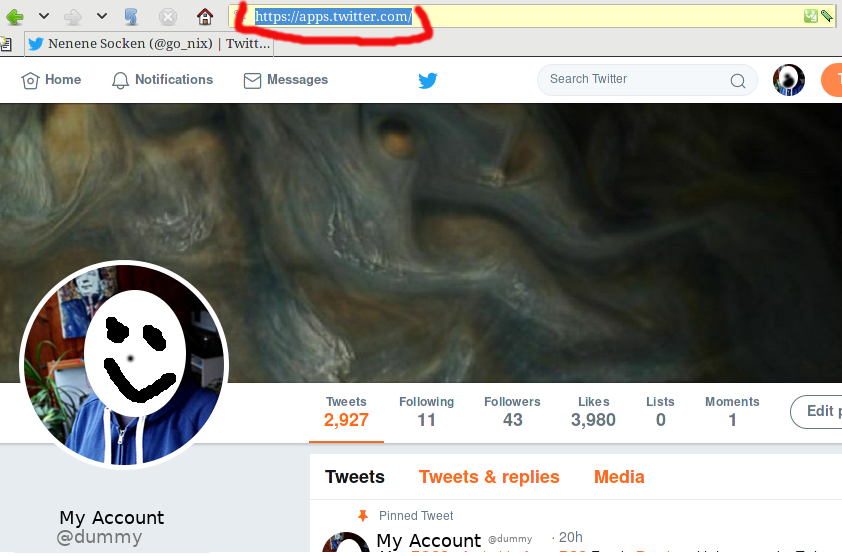 https://apps.twitter.com/
Nenene Socken (@go_nix) | Twitt...
Home Notifications Messages Search Twitter
Tweets Following Followers Likes Lists Moments
2,927 11 43 3,980 0 1
Edit p
Tweets Tweets & replies Media
Pinned Tweet
My Account @dummy · 20h
My Account
@dummy